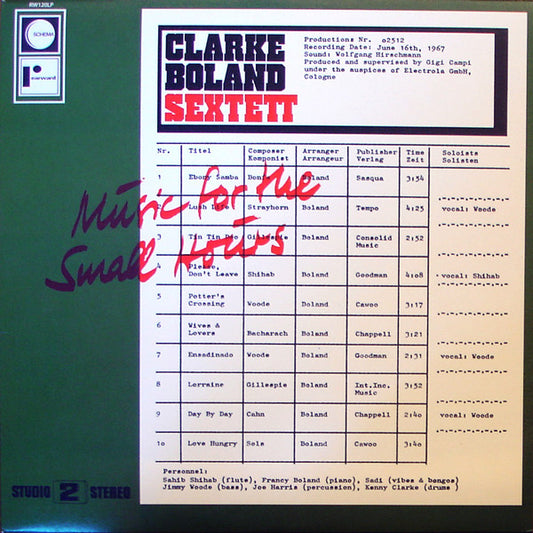 RW128LP
SCHEMA
rearward
CLARKE
BOLAND
SEXTETT
Productions Nr. o2512
Recording Date: June 16th, 1967
Sound: Wolfgang Hirschmann
Produced and supervised by Gigi Campi
under the auspices of Electrola GmbH,
Cologne
Nr. Titel Composer Komponist Arranger Arrangeur Publisher Verlag Time Zeit Soloists Solisten
1 Ebony Samba Bonfa Boland Sasqua 3:54
2 Lush Life Strayhorn Boland Tempo 4:25 vocal: Woode
3 Tin Tin Deo Gillespie Boland Consolid Music 2:52
4 Please, Don't Leave Shihab Boland Goodman 4:o8 vocal: Shihab
5 Potter's Crossing Woode Boland Cawoo 3:17
6 Wives & Lovers Bacharach Boland Chappell 3:21
7 Ensadinado Woode Boland Goodman 2:31 vocal: Woode
8 Lorraine Gillespie Boland Int.Inc. Music 3:52
9 Day By Day Cahn Boland Chappell 2:4o vocal: Woode
1o Love Hungry Sols Boland Cawoo 3:4o
Music for the
Small Hours
Personnel:
Sahib Shihab (flute), Francy Boland (piano), Sadi (vibes & bongos)
Jimmy Woode (bass), Joe Harris (percussion), Kenny Clarke (drums )
STUDIO 2 STEREO